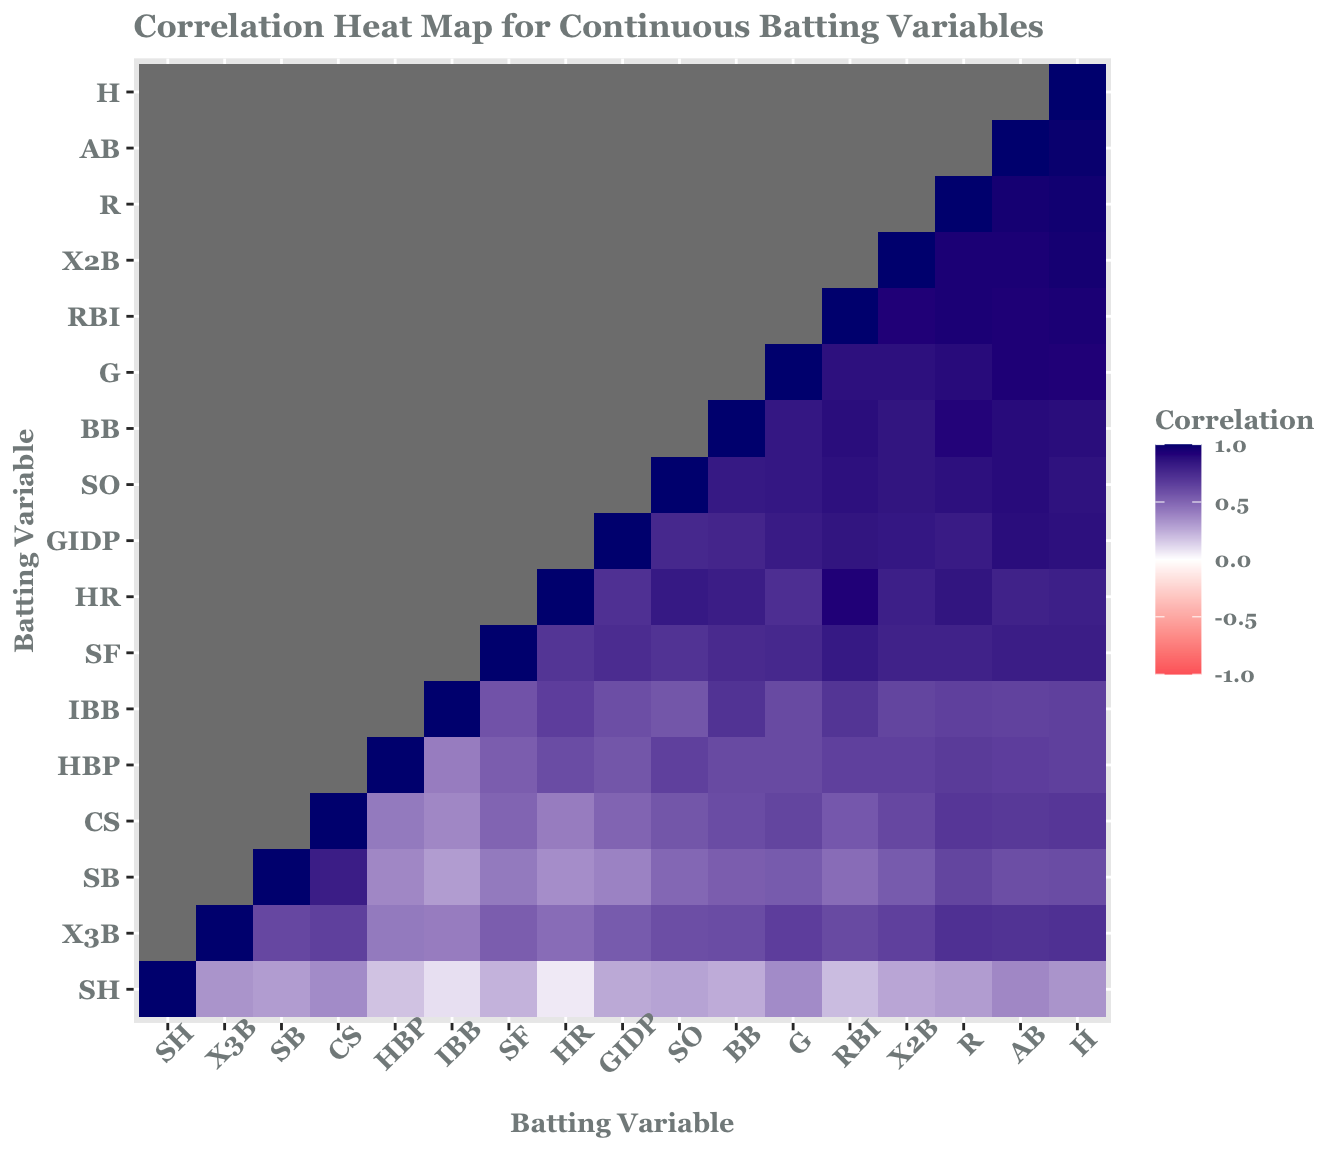 Correlation Heat Map for Continuous Batting Variables
H
AB
R
X2B
RBI
G
BB
SO
GIDP
HR
SF
IBB
HBP
CS
SB
X3B
SH
Batting Variable
SH X3B SB CS HBP IBB SF HR GIDP SO BB G RBI X2B R AB H
Batting Variable
Correlation
1.0
0.5
0.0
-0.5
-1.0